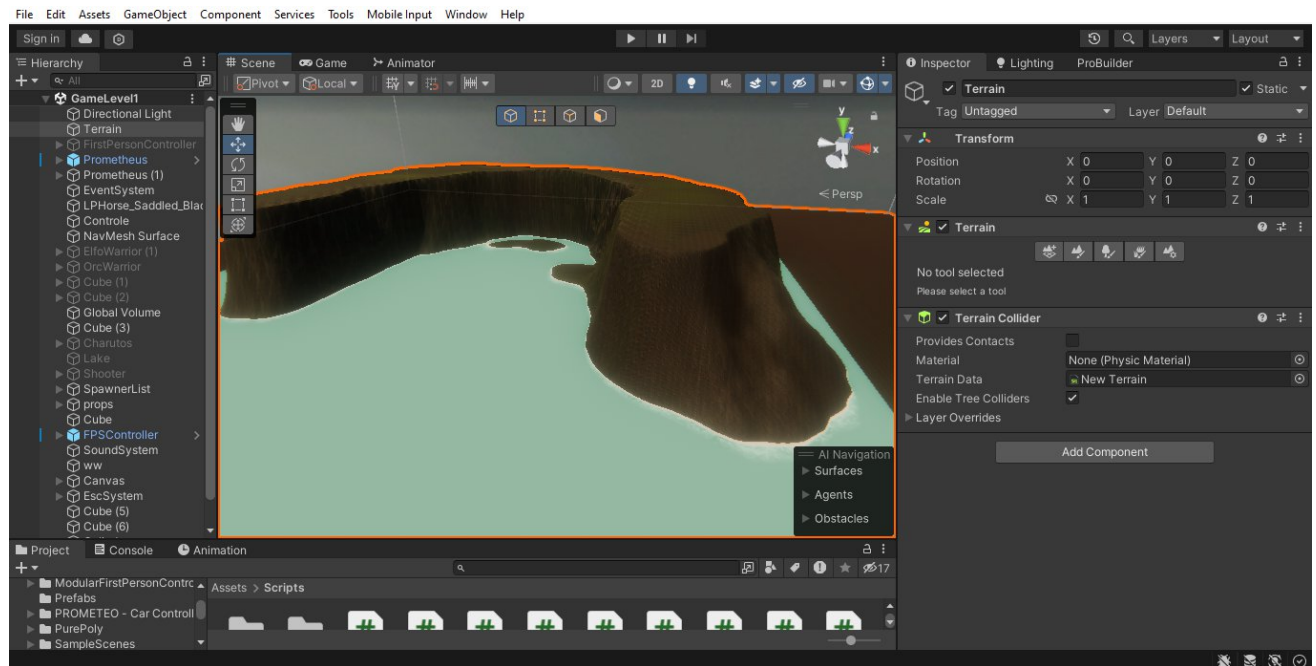 File Edit Assets GameObject Component Services Tools Mobile Input Window Help
Sign in Layers Layout
Hierarchy Scene Game Animator Inspector Lighting ProBuilder
All Pivot Local 2D Terrain Static
GameLevel1 Tag Untagged Layer Default
Directional Light
Terrain
FirstPersonController
Prometheus
Prometheus (1)
EventSystem
LPHorse_Saddled_Blac
Controle
NavMesh Surface
ElfoWarrior (1)
OrcWarrior
Cube (1)
Cube (2)
Global Volume
Cube (3)
Charutos
Lake
Shooter
SpawnerList
props
Cube
FPSController
SoundSystem
ww
Canvas
EscSystem
Cube (5)
Cube (6)
y
z
x
Persp
AI Navigation
Surfaces
Agents
Obstacles
Transform
Position X 0 Y 0 Z 0
Rotation X 0 Y 0 Z 0
Scale X 1 Y 1 Z 1
Terrain
No tool selected
Please select a tool
Terrain Collider
Provides Contacts
Material None (Physic Material)
Terrain Data New Terrain
Enable Tree Colliders
Layer Overrides
Add Component
Project Console Animation
17
ModularFirstPersonContrc
Prefabs
PROMETEO - Car Controll
PurePoly
SampleScenes
Assets > Scripts
# # # # # # # # #